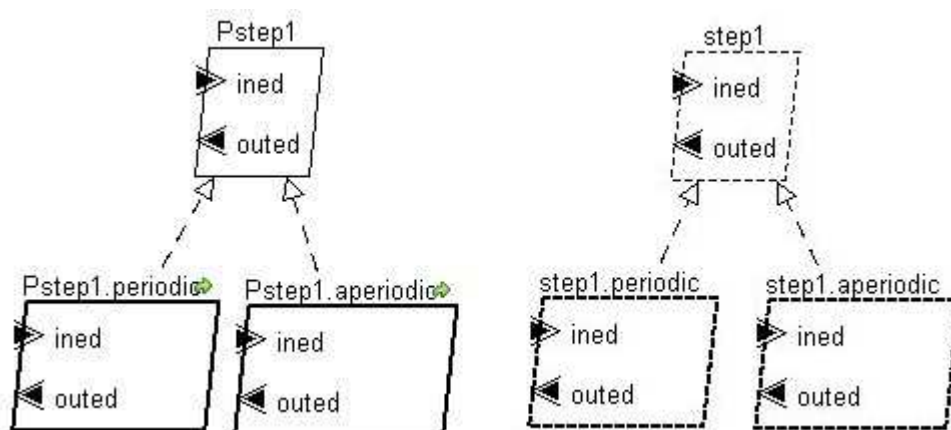 Pstep1
ined
outed
step1
ined
outed
Pstep1.periodic
ined
outed
Pstep1.aperiodic
ined
outed
step1.periodic
ined
outed
step1.aperiodic
ined
outed